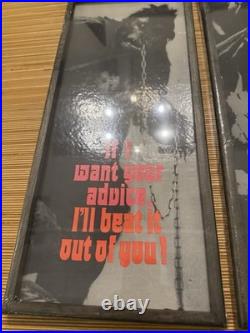 If I
want your
advice,
I'll beat it
out of you!